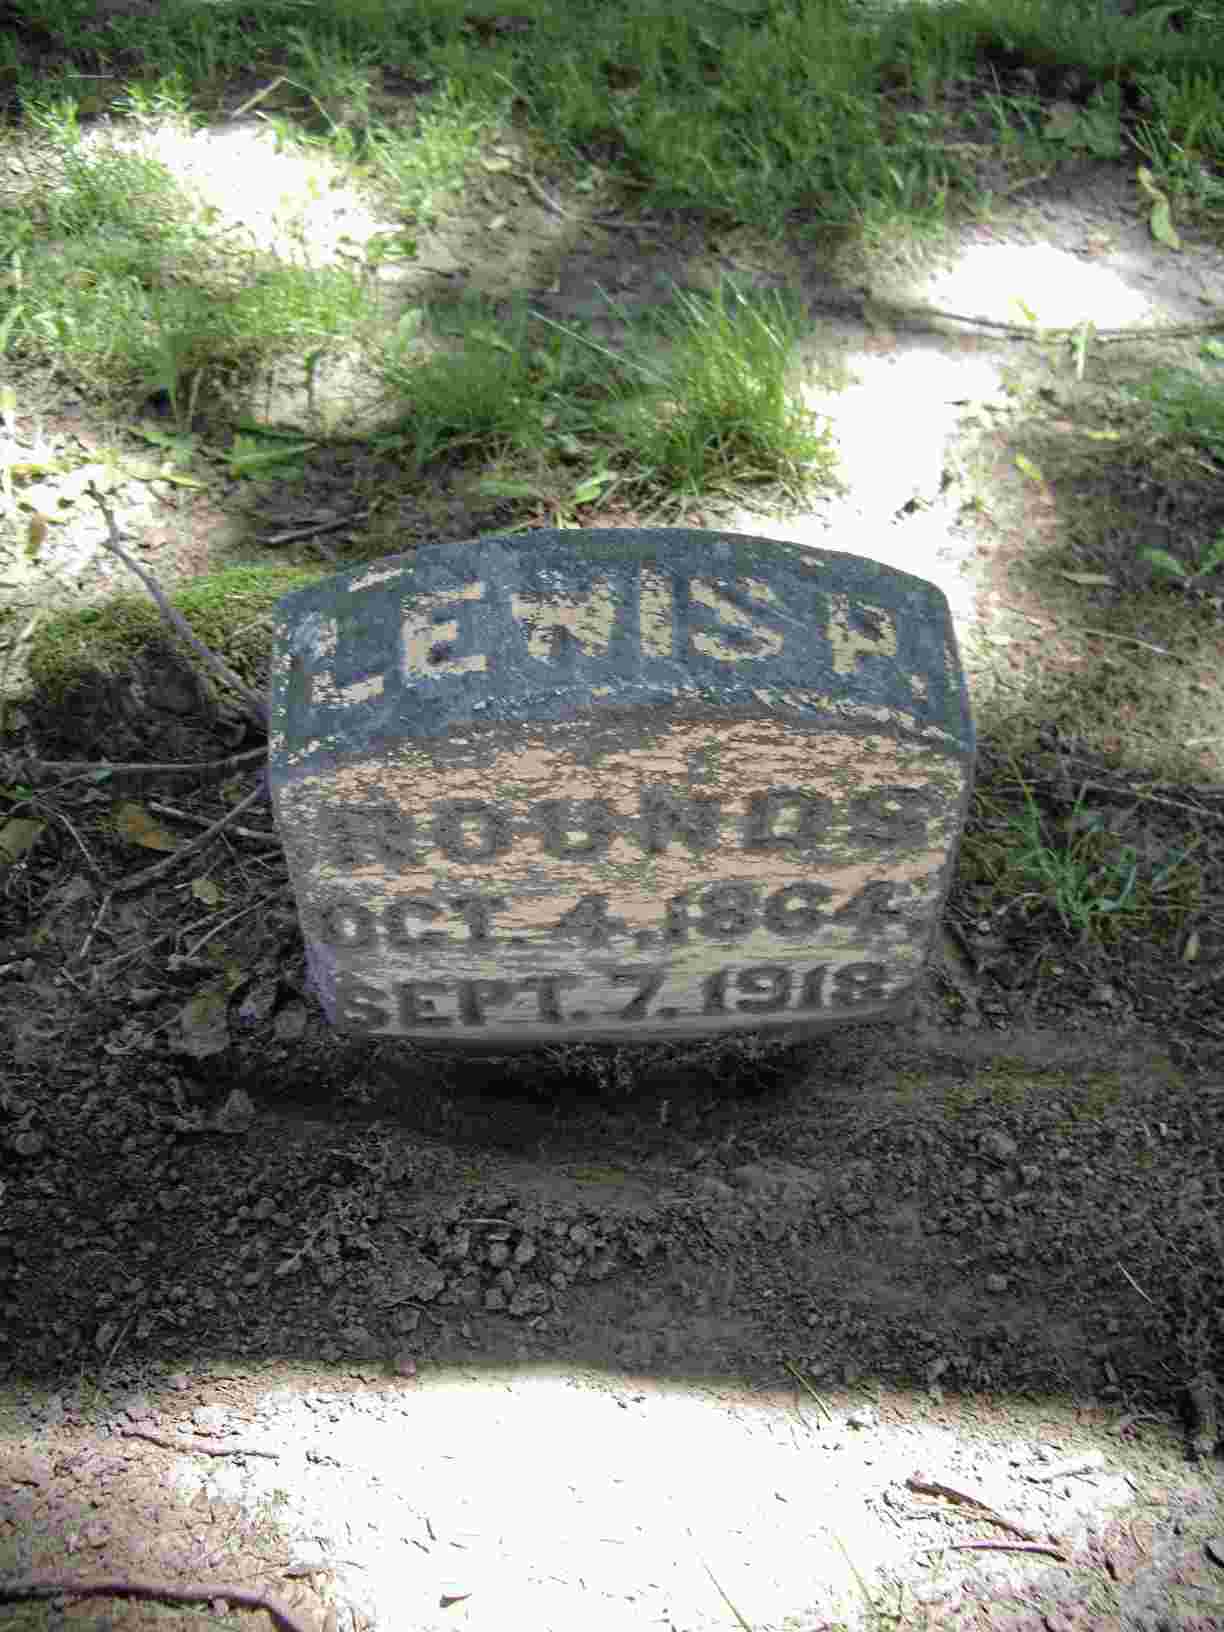 LEWIS P.
ROUNDS
OCT. 4, 1864
SEPT. 7, 1918